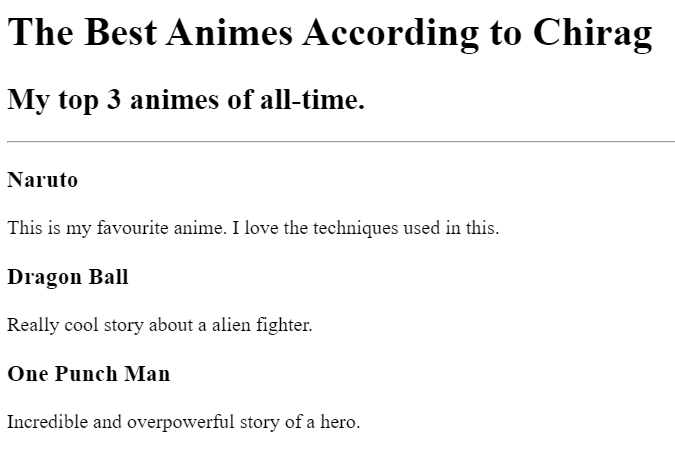 The Best Animes According to Chirag
My top 3 animes of all-time.
Naruto
This is my favourite anime. I love the techniques used in this.
Dragon Ball
Really cool story about a alien fighter.
One Punch Man
Incredible and overpowerful story of a hero.